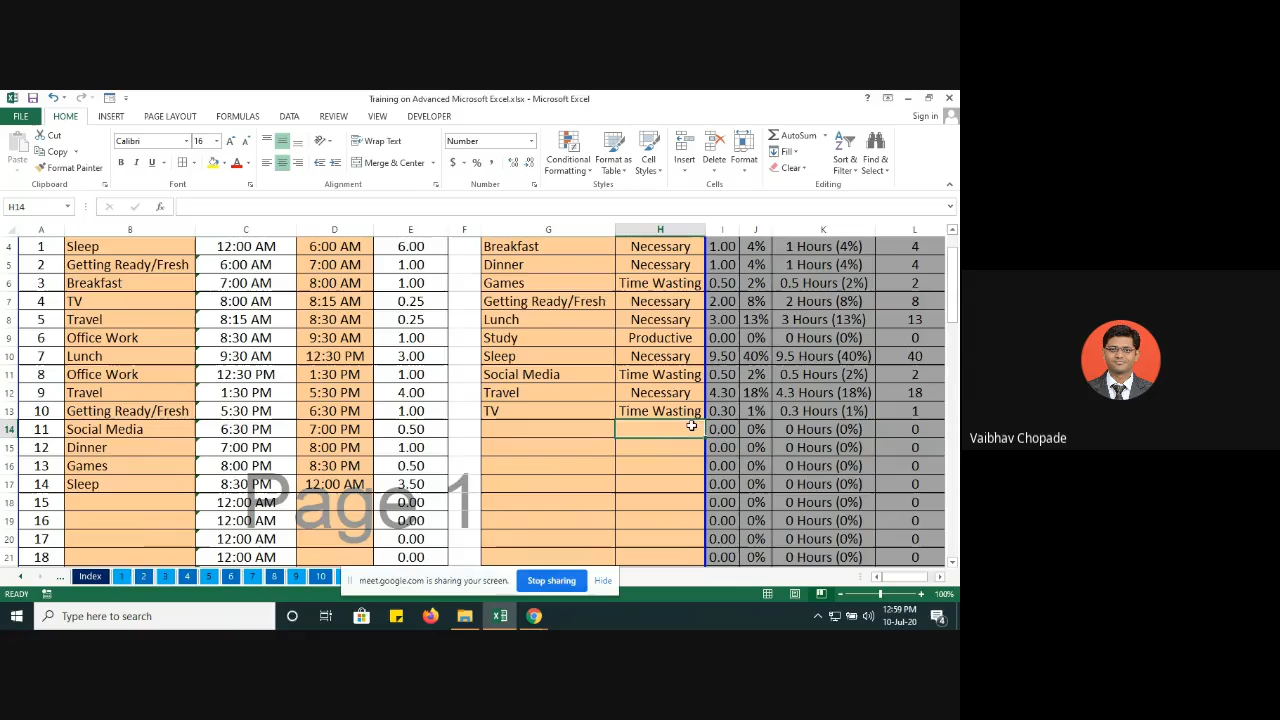 Training on Advanced Microsoft Excel.xlsx - Microsoft Excel
FILE HOME INSERT PAGE LAYOUT FORMULAS DATA REVIEW VIEW DEVELOPER Sign in
Cut Calibri 16 Wrap Text Number AutoSum
Copy Fill
Paste Format Painter Merge & Center Conditional Formatting Format as Table Cell Styles Insert Delete Format Clear Sort & Filter Find & Select
Clipboard Font Alignment Number Styles Cells Editing
H14
A B C D E F G H I J K L
4 1 Sleep 12:00 AM 6:00 AM 6.00 Breakfast Necessary 1.00 4% 1 Hours (4%) 4
5 2 Getting Ready/Fresh 6:00 AM 7:00 AM 1.00 Dinner Necessary 1.00 4% 1 Hours (4%) 4
6 3 Breakfast 7:00 AM 8:00 AM 1.00 Games Time Wasting 0.50 2% 0.5 Hours (2%) 2
7 4 TV 8:00 AM 8:15 AM 0.25 Getting Ready/Fresh Necessary 2.00 8% 2 Hours (8%) 8
8 5 Travel 8:15 AM 8:30 AM 0.25 Lunch Necessary 3.00 13% 3 Hours (13%) 13
9 6 Office Work 8:30 AM 9:30 AM 1.00 Study Productive 0.00 0% 0 Hours (0%) 0
10 7 Lunch 9:30 AM 12:30 PM 3.00 Sleep Necessary 9.50 40% 9.5 Hours (40%) 40
11 8 Office Work 12:30 PM 1:30 PM 1.00 Social Media Time Wasting 0.50 2% 0.5 Hours (2%) 2
12 9 Travel 1:30 PM 5:30 PM 4.00 Travel Necessary 4.30 18% 4.3 Hours (18%) 18
13 10 Getting Ready/Fresh 5:30 PM 6:30 PM 1.00 TV Time Wasting 0.30 1% 0.3 Hours (1%) 1
14 11 Social Media 6:30 PM 7:00 PM 0.50 0.00 0% 0 Hours (0%) 0
15 12 Dinner 7:00 PM 8:00 PM 1.00 0.00 0% 0 Hours (0%) 0
16 13 Games 8:00 PM 8:30 PM 0.50 0.00 0% 0 Hours (0%) 0
17 14 Sleep 8:30 PM 12:00 AM 3.50 0.00 0% 0 Hours (0%) 0
Page 1
18 15 12:00 AM 0.00 0.00 0% 0 Hours (0%) 0
19 16 12:00 AM 0.00 0.00 0% 0 Hours (0%) 0
20 17 12:00 AM 0.00 0.00 0% 0 Hours (0%) 0
21 18 12:00 AM 0.00 0.00 0% 0 Hours (0%) 0
... Index 1 2 3 4 5 6 7 8 9 10
meet.google.com is sharing your screen. Stop sharing Hide
READY 100%
Type here to search 12:59 PM
10-Jul-20
4
Vaibhav Chopade